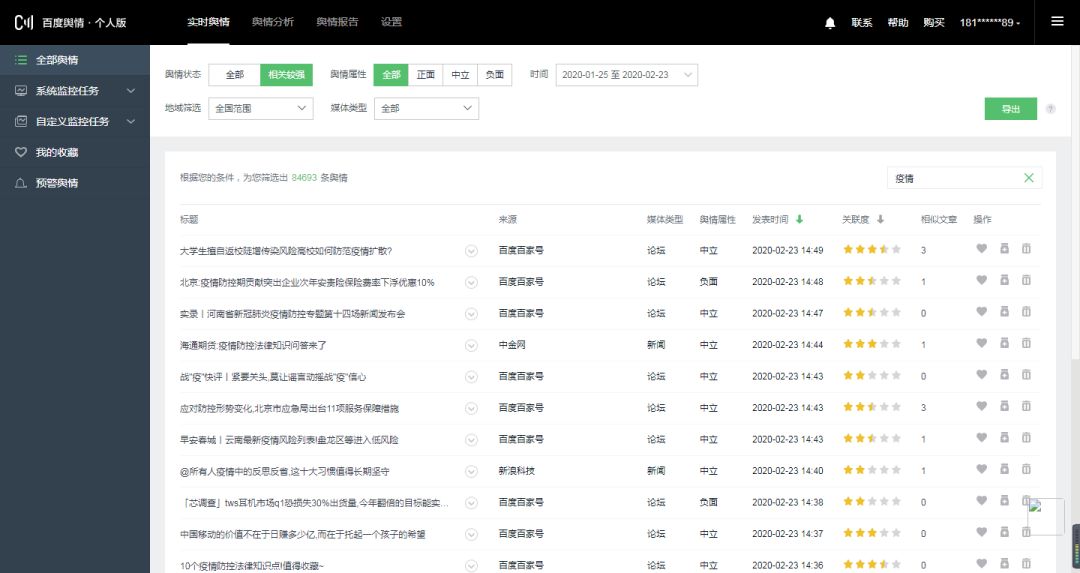 百度舆情·个人版 实时舆情 舆情分析 舆情报告 设置 联系 帮助 购买 181******89
全部舆情
系统监控任务
自定义监控任务
我的收藏
预警舆情
舆情状态 全部 相关较强 舆情属性 全部 正面 中立 负面 时间 2020-01-25 至 2020-02-23
地域筛选 全国范围 媒体类型 全部 导出 ?
根据您的条件，为您筛选出 84693 条舆情 疫情
标题 来源 媒体类型 舆情属性 发表时间 关联度 相似文章 操作
大学生擅自返校陡增传染风险高校如何防范疫情扩散? 百度百家号 论坛 中立 2020-02-23 14:49 3
北京:疫情防控期贡献突出企业次年安责险保险费率下浮优惠10% 百度百家号 论坛 负面 2020-02-23 14:48 1
实录丨河南省新冠肺炎疫情防控专题第十四场新闻发布会 百度百家号 论坛 中立 2020-02-23 14:47 0
海通期货:疫情防控法律知识问答来了 中金网 新闻 中立 2020-02-23 14:44 1
战"疫"快评丨紧要关头,莫让谣言动摇战"疫"信心 百度百家号 论坛 中立 2020-02-23 14:43 0
应对防控形势变化,北京市应急局出台11项服务保障措施 百度百家号 论坛 中立 2020-02-23 14:43 3
早安春城丨云南最新疫情风险列表!盘龙区等进入低风险 百度百家号 论坛 中立 2020-02-23 14:43 1
@所有人疫情中的反思反省,这十大习惯值得长期坚守 新浪科技 新闻 中立 2020-02-23 14:40 1
「芯调查」tws耳机市场q1恐损失30%出货量,今年翻倍的目标能实... 百度百家号 论坛 负面 2020-02-23 14:38 0
中国移动的价值不在于日赚多少亿,而在于托起一个孩子的希望 百度百家号 论坛 中立 2020-02-23 14:37 0
10个疫情防控法律知识点!值得收藏~ 百度百家号 论坛 中立 2020-02-23 14:36 0